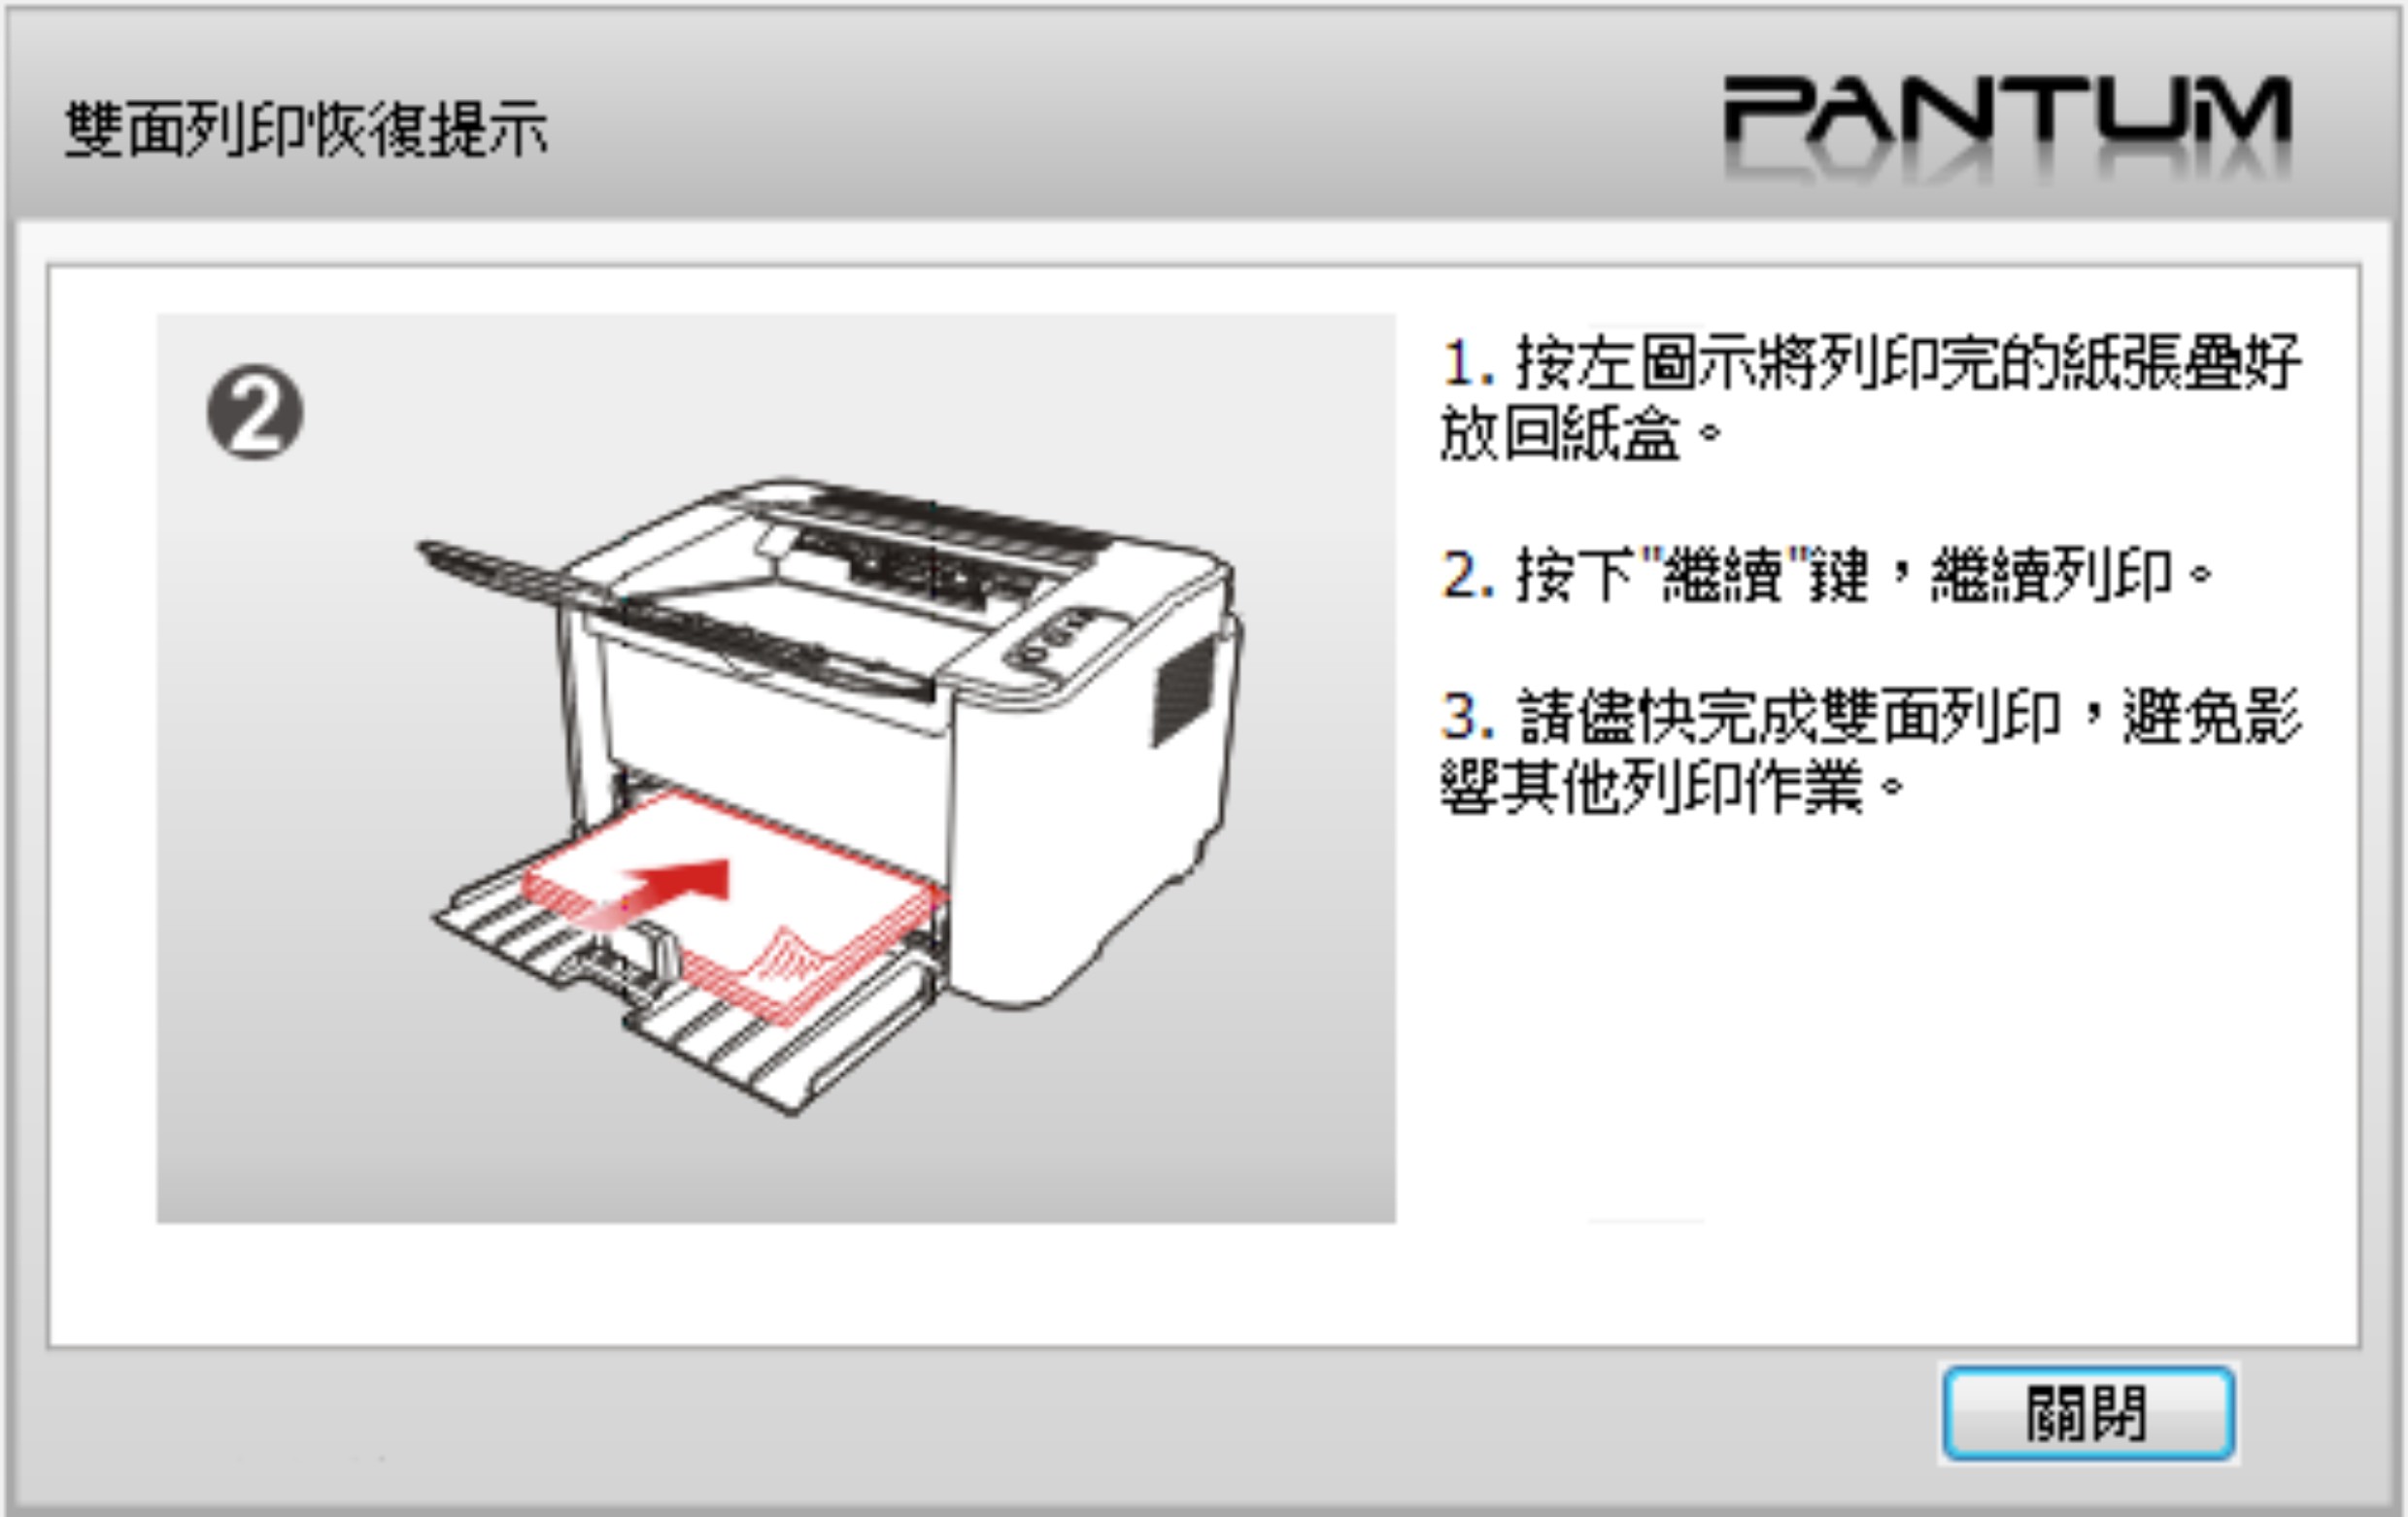 雙面列印恢復提示
PANTUM
2
1. 按左圖示將列印完的紙張疊好
放回紙盒。
2. 按下"繼續"鍵，繼續列印。
3. 請儘快完成雙面列印，避免影
響其他列印作業。
關閉